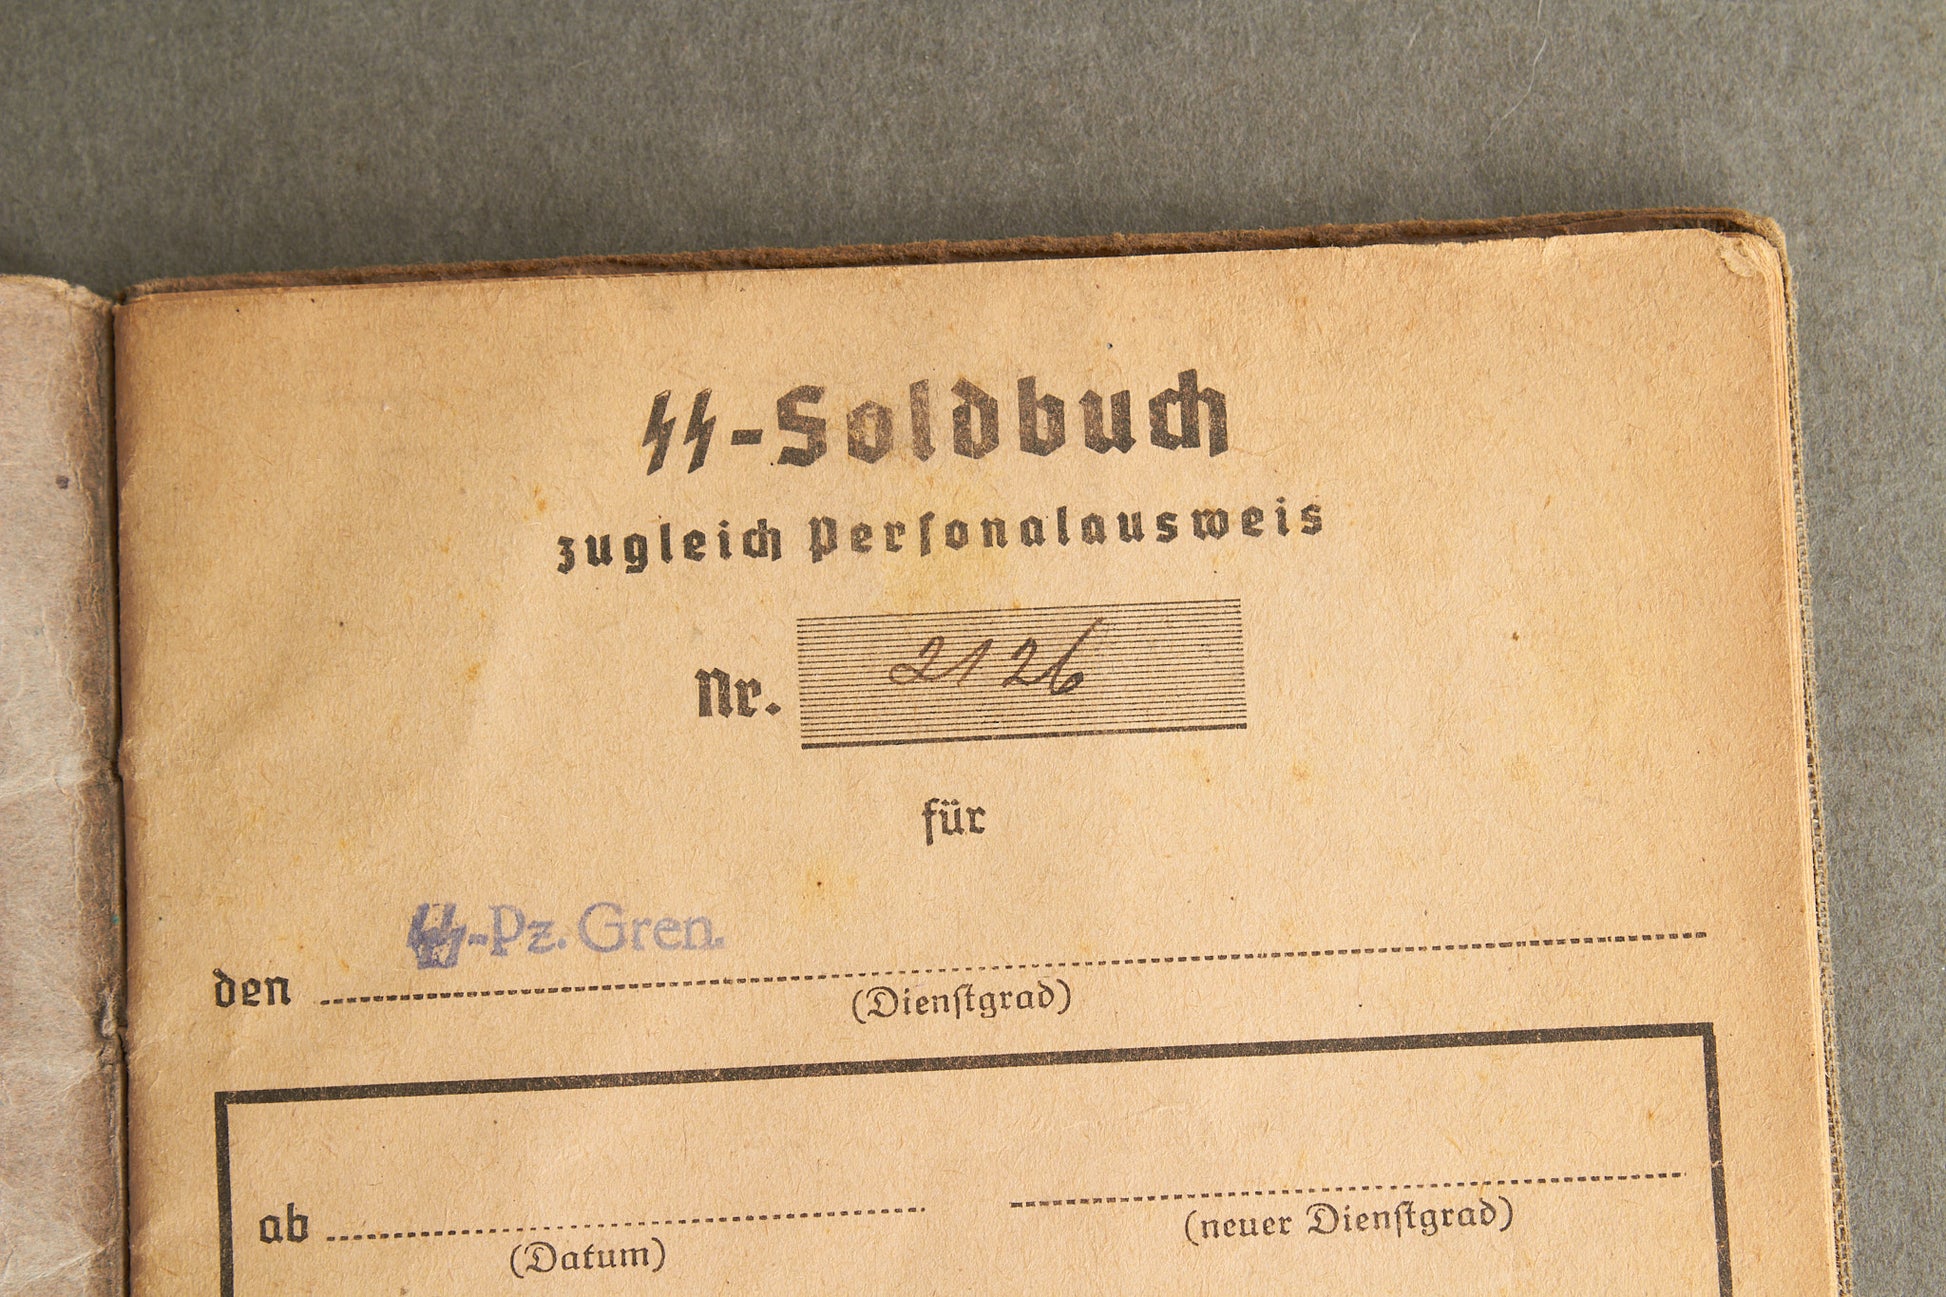 SS-Soldbuch
zugleich Personalausweis
Nr. 2126
für
den SS-Pz. Gren.
(Dienſtgrad)
ab
(Datum) (neuer Dienſtgrad)